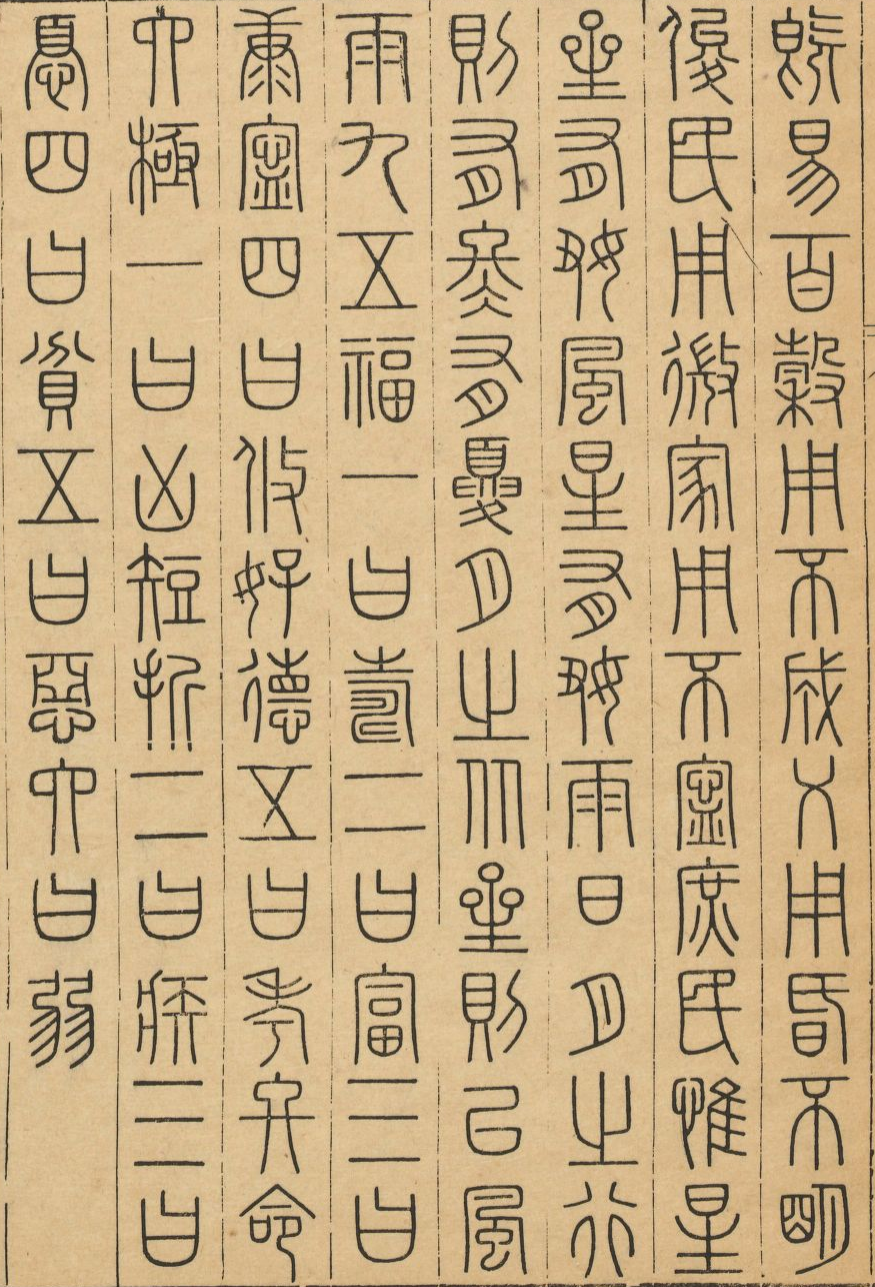 既易百穀用不成乂用昏不明
俊民用微家用不寍庶民惟星
星有好風星有好雨日月之行
則有冬有夏月之从星則以風
雨九五福一曰壽二曰富三曰
康寍四曰攸好德五曰考終命
六極一曰凶短折二曰疾三曰
憂四曰貧五曰惡六曰弱